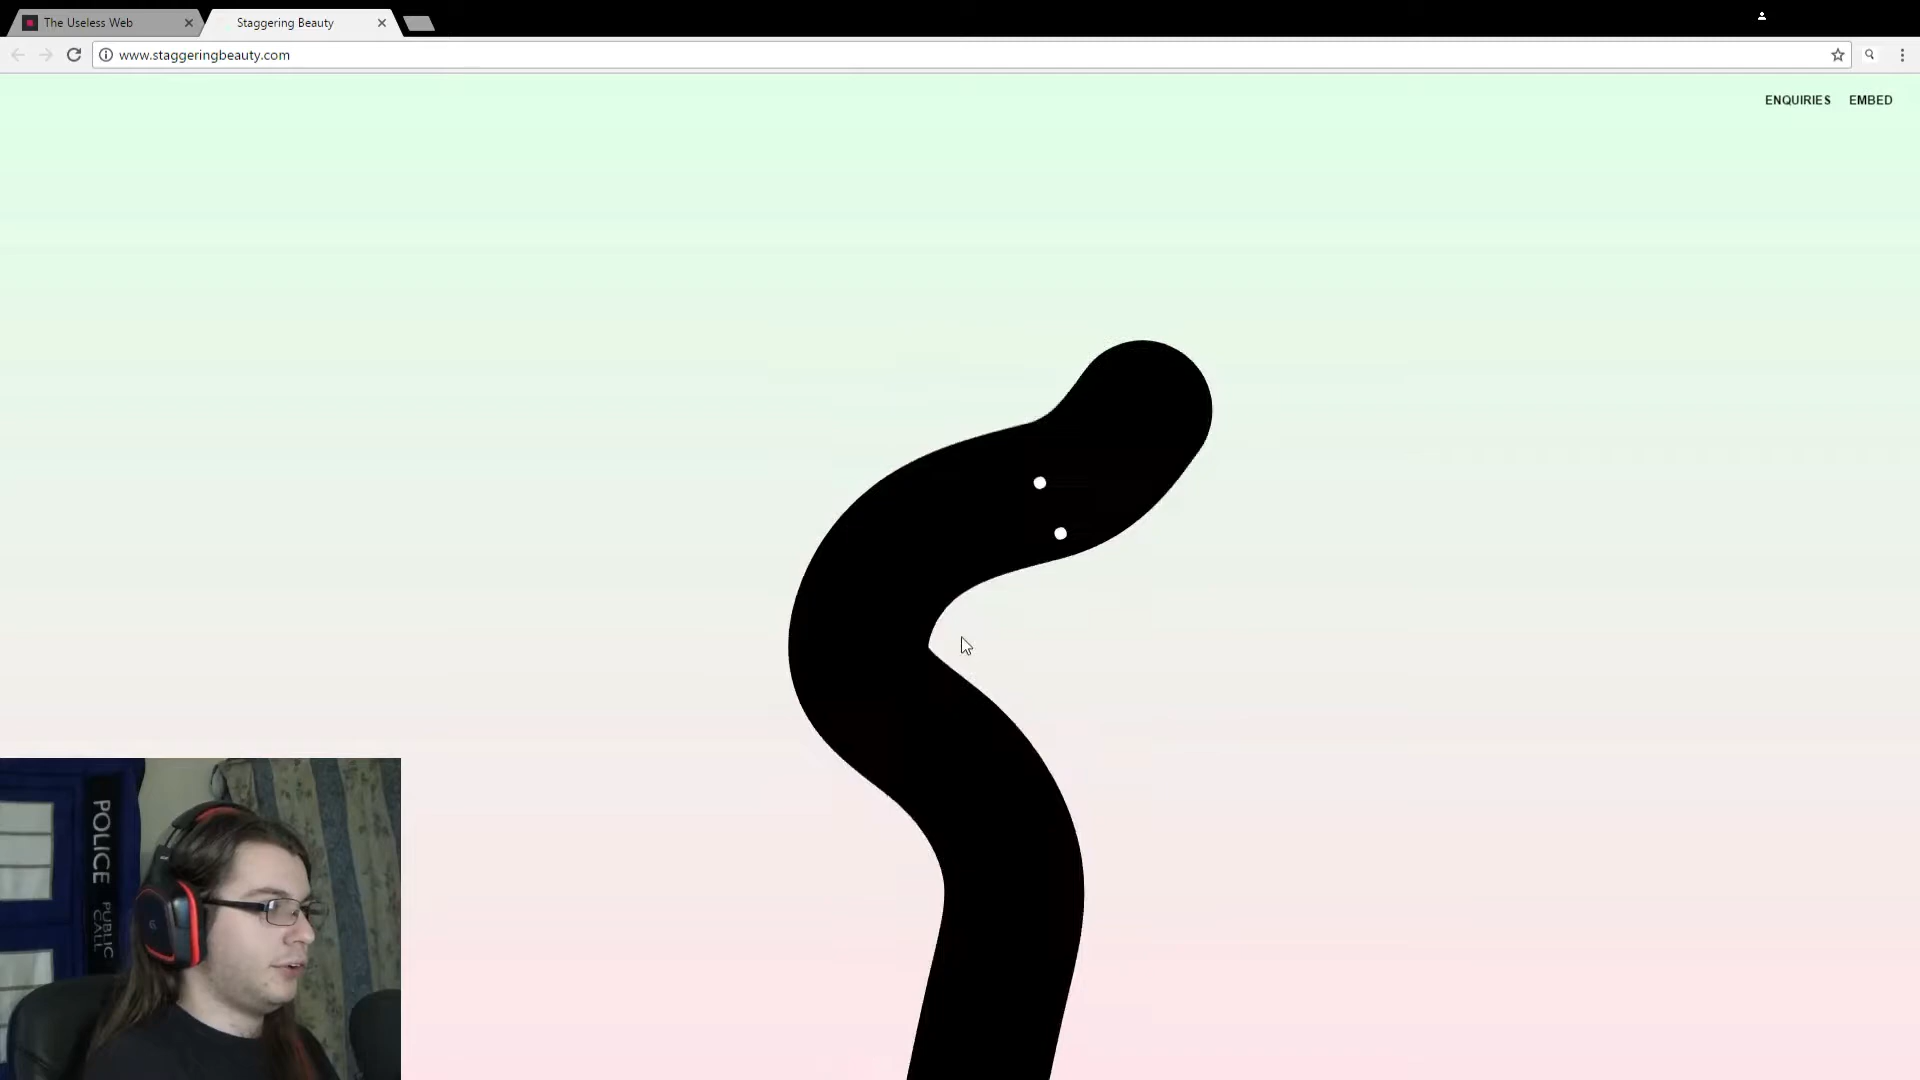 The Useless Web
Staggering Beauty
www.staggeringbeauty.com
ENQUIRIES EMBED
POLICE
PUBLIC
CALL